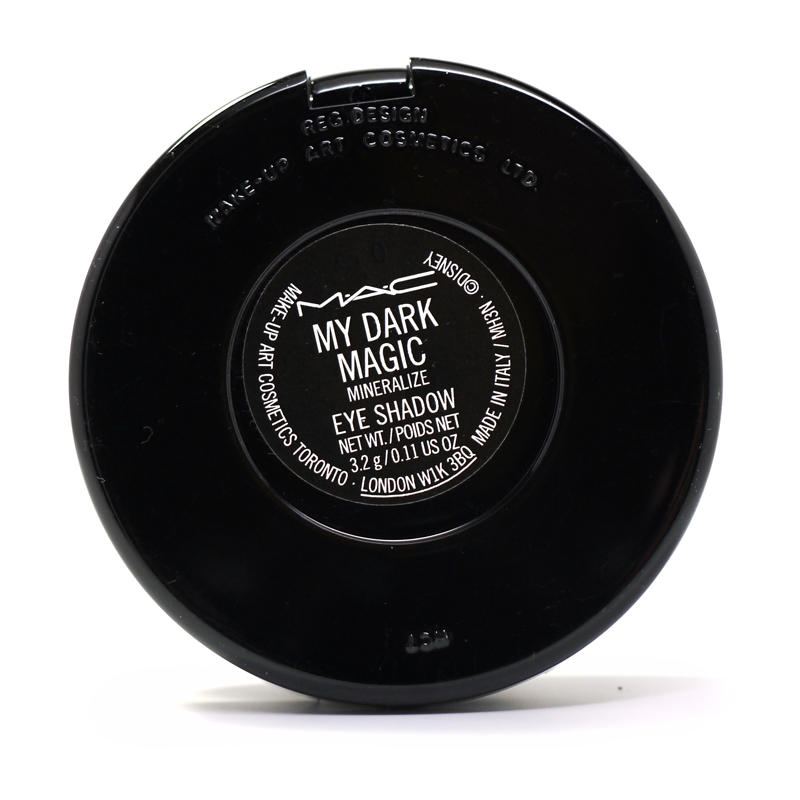 REG.DESIGN
MAKE-UP ART COSMETICS LTD.
M·A·C
MY DARK
MAGIC
MINERALIZE
EYE SHADOW
NET WT./POIDS NET
3.2 g/0.11 US OZ
MAKE-UP ART COSMETICS TORONTO · LONDON W1K 3BQ MADE IN ITALY / MH3N · ©DISNEY